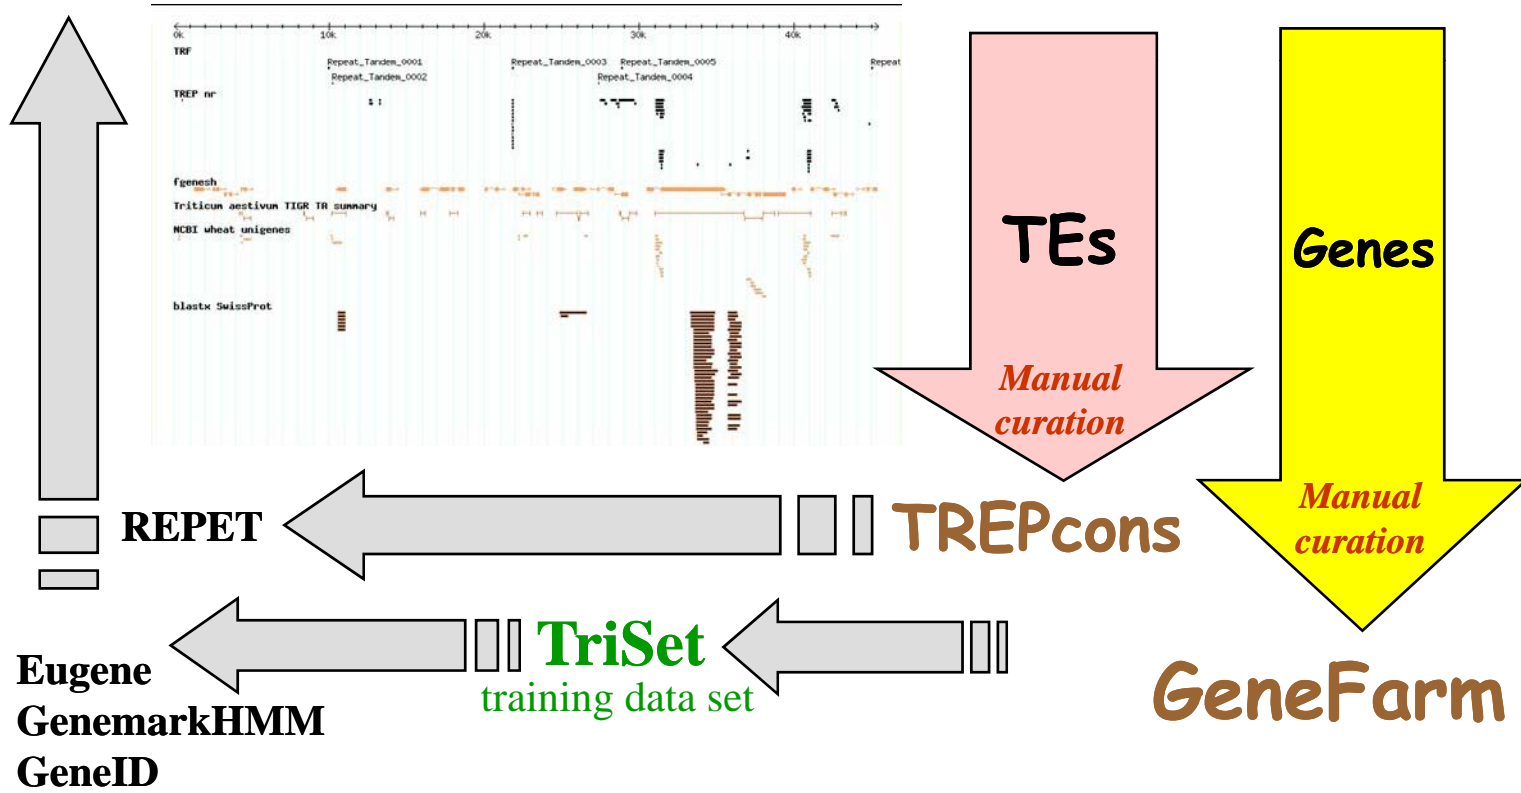 0k 10k 20k 30k 40k
TRF
Repeat_Tandem_0001 Repeat_Tandem_0003 Repeat_Tandem_0005 Repeat
Repeat_Tandem_0002 Repeat_Tandem_0004
TREP nr
fgenesh
Triticum aestivum TIGR TA summary
NCBI wheat unigenes
blastx SwissProt
TEs
Manual
curation
Genes
Manual
curation
REPET
TREPcons
TriSet
training data set
GeneFarm
Eugene
GenemarkHMM
GeneID